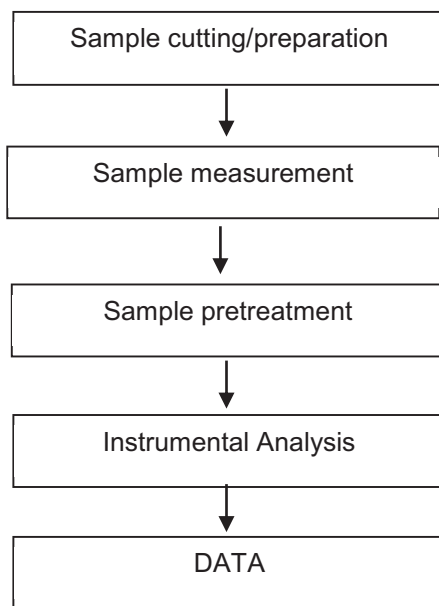 Sample cutting/preparation
Sample measurement
Sample pretreatment
Instrumental Analysis
DATA